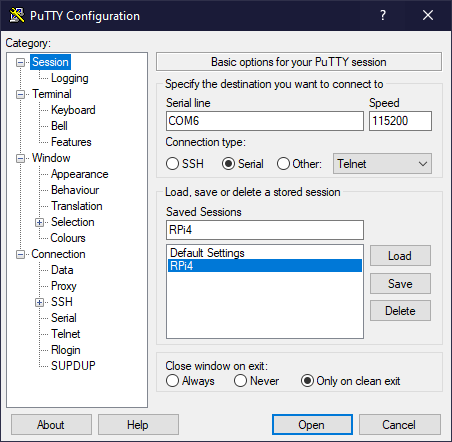 PuTTY Configuration
?
Category:
Session
Logging
Terminal
Keyboard
Bell
Features
Window
Appearance
Behaviour
Translation
Selection
Colours
Connection
Data
Proxy
SSH
Serial
Telnet
Rlogin
SUPDUP
Basic options for your PuTTY session
Specify the destination you want to connect to
Serial line Speed
COM6 115200
Connection type:
SSH Serial Other: Telnet
Load, save or delete a stored session
Saved Sessions
RPi4
Default Settings
RPi4
Load
Save
Delete
Close window on exit:
Always Never Only on clean exit
About Help Open Cancel